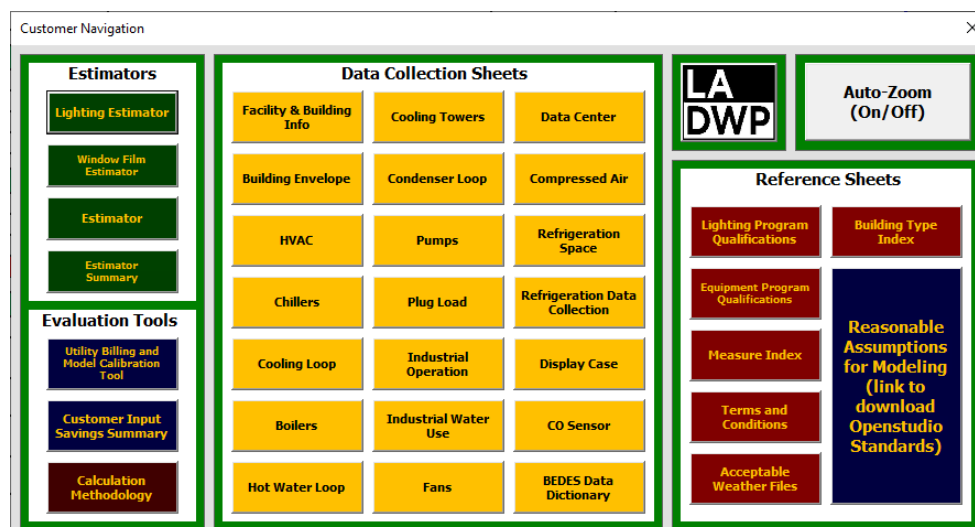 Customer Navigation
Estimators
Lighting Estimator
Window Film
Estimator
Estimator
Estimator
Summary
Evaluation Tools
Utility Billing and
Model Calibration
Tool
Customer Input
Savings Summary
Calculation
Methodology
Data Collection Sheets
Facility & Building
Info
Cooling Towers
Data Center
Building Envelope
Condenser Loop
Compressed Air
HVAC
Pumps
Refrigeration
Space
Chillers
Plug Load
Refrigeration Data
Collection
Cooling Loop
Industrial
Operation
Display Case
Boilers
Industrial Water
Use
CO Sensor
Hot Water Loop
Fans
BEDES Data
Dictionary
LA
DWP
Auto-Zoom
(On/Off)
Reference Sheets
Lighting Program
Qualifications
Building Type
Index
Equipment Program
Qualifications
Measure Index
Terms and
Conditions
Acceptable
Weather Files
Reasonable
Assumptions
for Modeling
(link to
download
Openstudio
Standards)